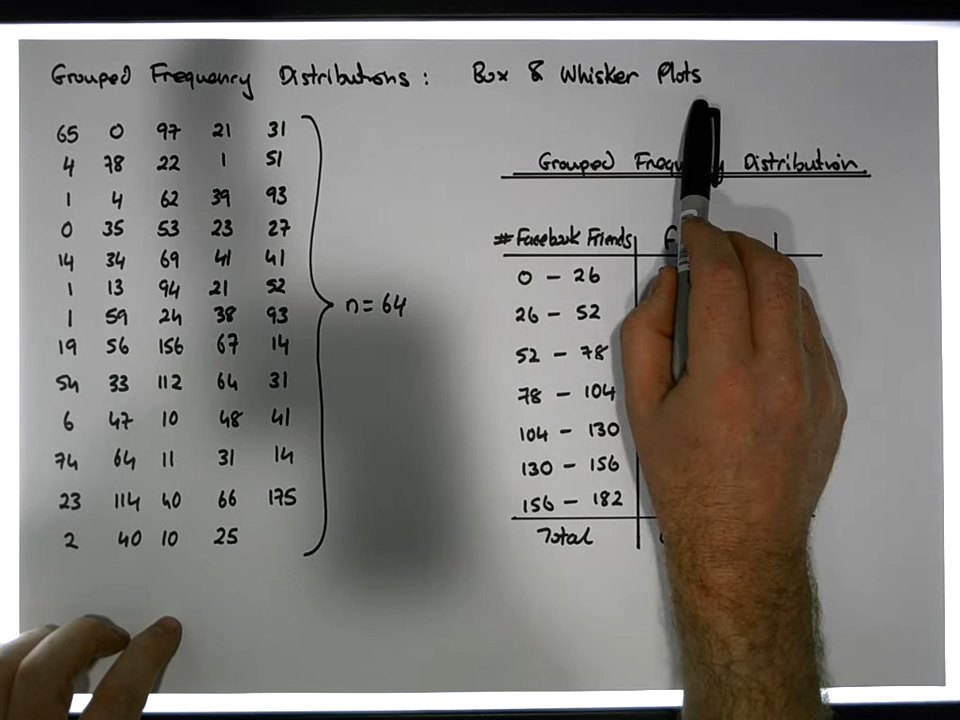 Grouped Frequency Distributions : Box & Whisker Plots
65 0 97 21 31
4 78 22 1 51
1 4 62 39 93
0 35 53 23 27
14 34 69 41 41
1 13 94 21 52
1 59 24 38 93
19 56 156 67 14
54 33 112 64 31
6 47 10 48 41
74 64 11 31 14
23 114 40 66 175
2 40 10 25
n = 64
Grouped Frequency Distribution
# Facebook Friends
0 - 26
26 - 52
52 - 78
78 - 104
104 - 130
130 - 156
156 - 182
Total